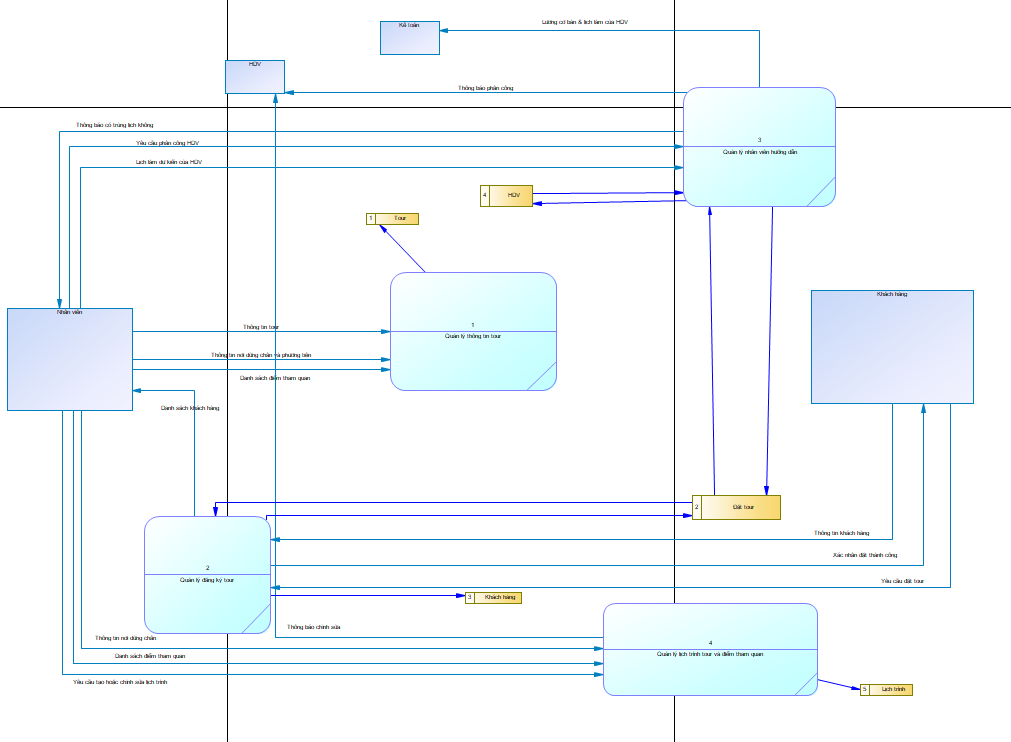 Lương cơ bản & lịch làm của HDV
Kế toán
HDV
Thông báo phân công
Thông báo có trùng lịch không
3
Yêu cầu phân công HDV
Quản lý nhân viên hướng dẫn
Lịch làm dự kiến của HDV
4 HDV
1 Tour
Khách hàng
Nhân viên
Thông tin tour
1
Quản lý thông tin tour
Thông tin nơi dừng chân và phương tiện
Danh sách điểm tham quan
Danh sách khách hàng
2 Đặt tour
Thông tin khách hàng
Xác nhận đặt thành công
2
Quản lý đăng ký tour
Yêu cầu đặt tour
3 Khách hàng
Thông báo chỉnh sửa
Thông tin nơi dừng chân
4
Quản lý lịch trình tour và điểm tham quan
Danh sách điểm tham quan
Yêu cầu tạo hoặc chỉnh sửa lịch trình
5 Lịch trình